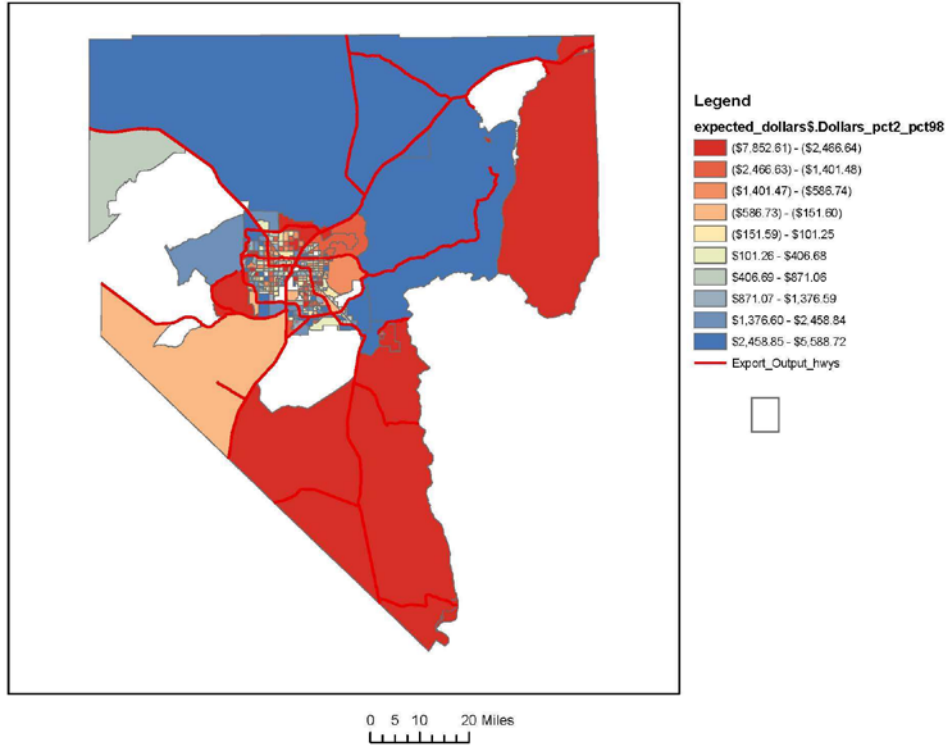 Legend
expected_dollars$.Dollars_pct2_pct98
($7,852.61) - ($2,466.64)
($2,466.63) - ($1,401.48)
($1,401.47) - ($586.74)
($586.73) - ($151.60)
($151.59) - $101.25
$101.26 - $406.68
$406.69 - $871.06
$871.07 - $1,376.59
$1,376.60 - $2,458.84
$2,458.85 - $5,588.72
Export_Output_hwys
0 5 10 20 Miles